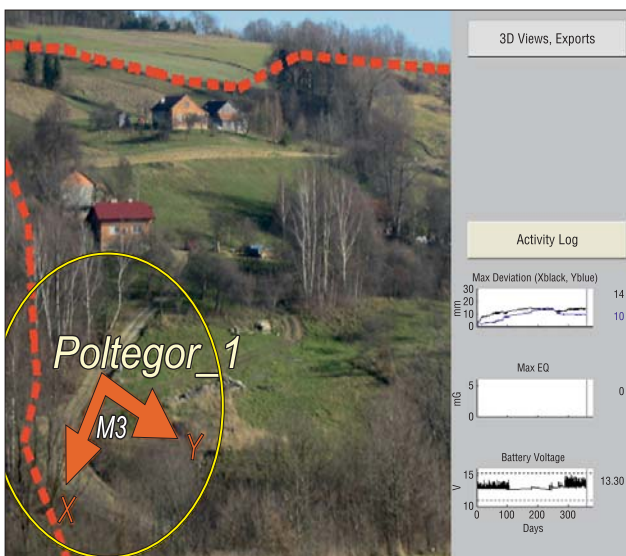 3D Views, Exports
Activity Log
Poltegor_1
M3
Y
X
Max Deviation (Xblack, Yblue)
30
20
10
0
mm
14
10
Max EQ
5
0
mG
0
Battery Voltage
15
10
V
13.30
0 100 200 300
Days